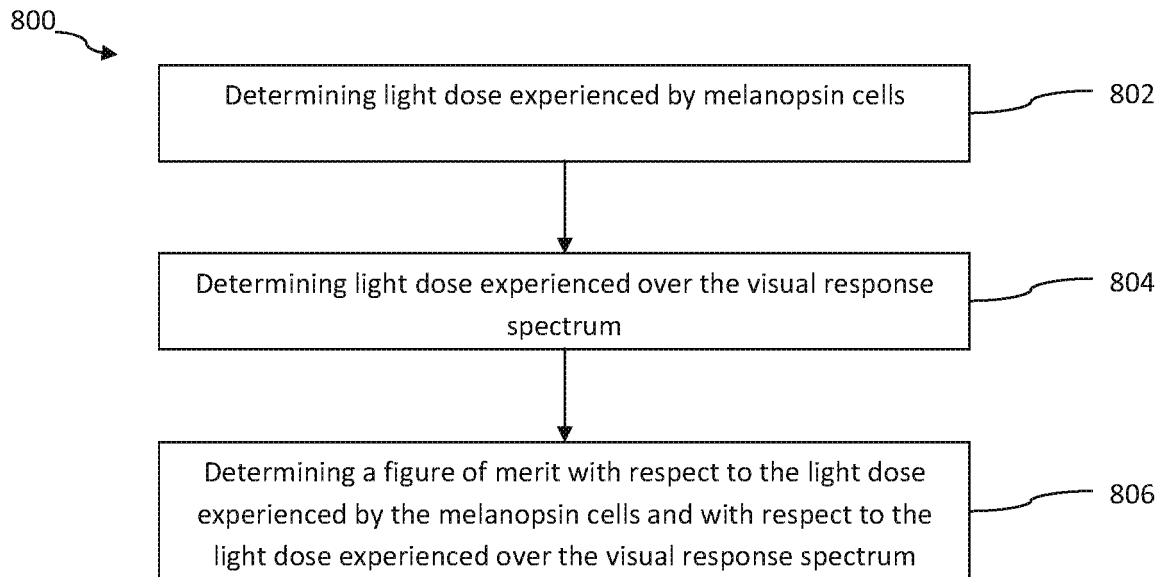 800
Determining light dose experienced by melanopsin cells
802
Determining light dose experienced over the visual response
spectrum
804
Determining a figure of merit with respect to the light dose
experienced by the melanopsin cells and with respect to the
light dose experienced over the visual response spectrum
806